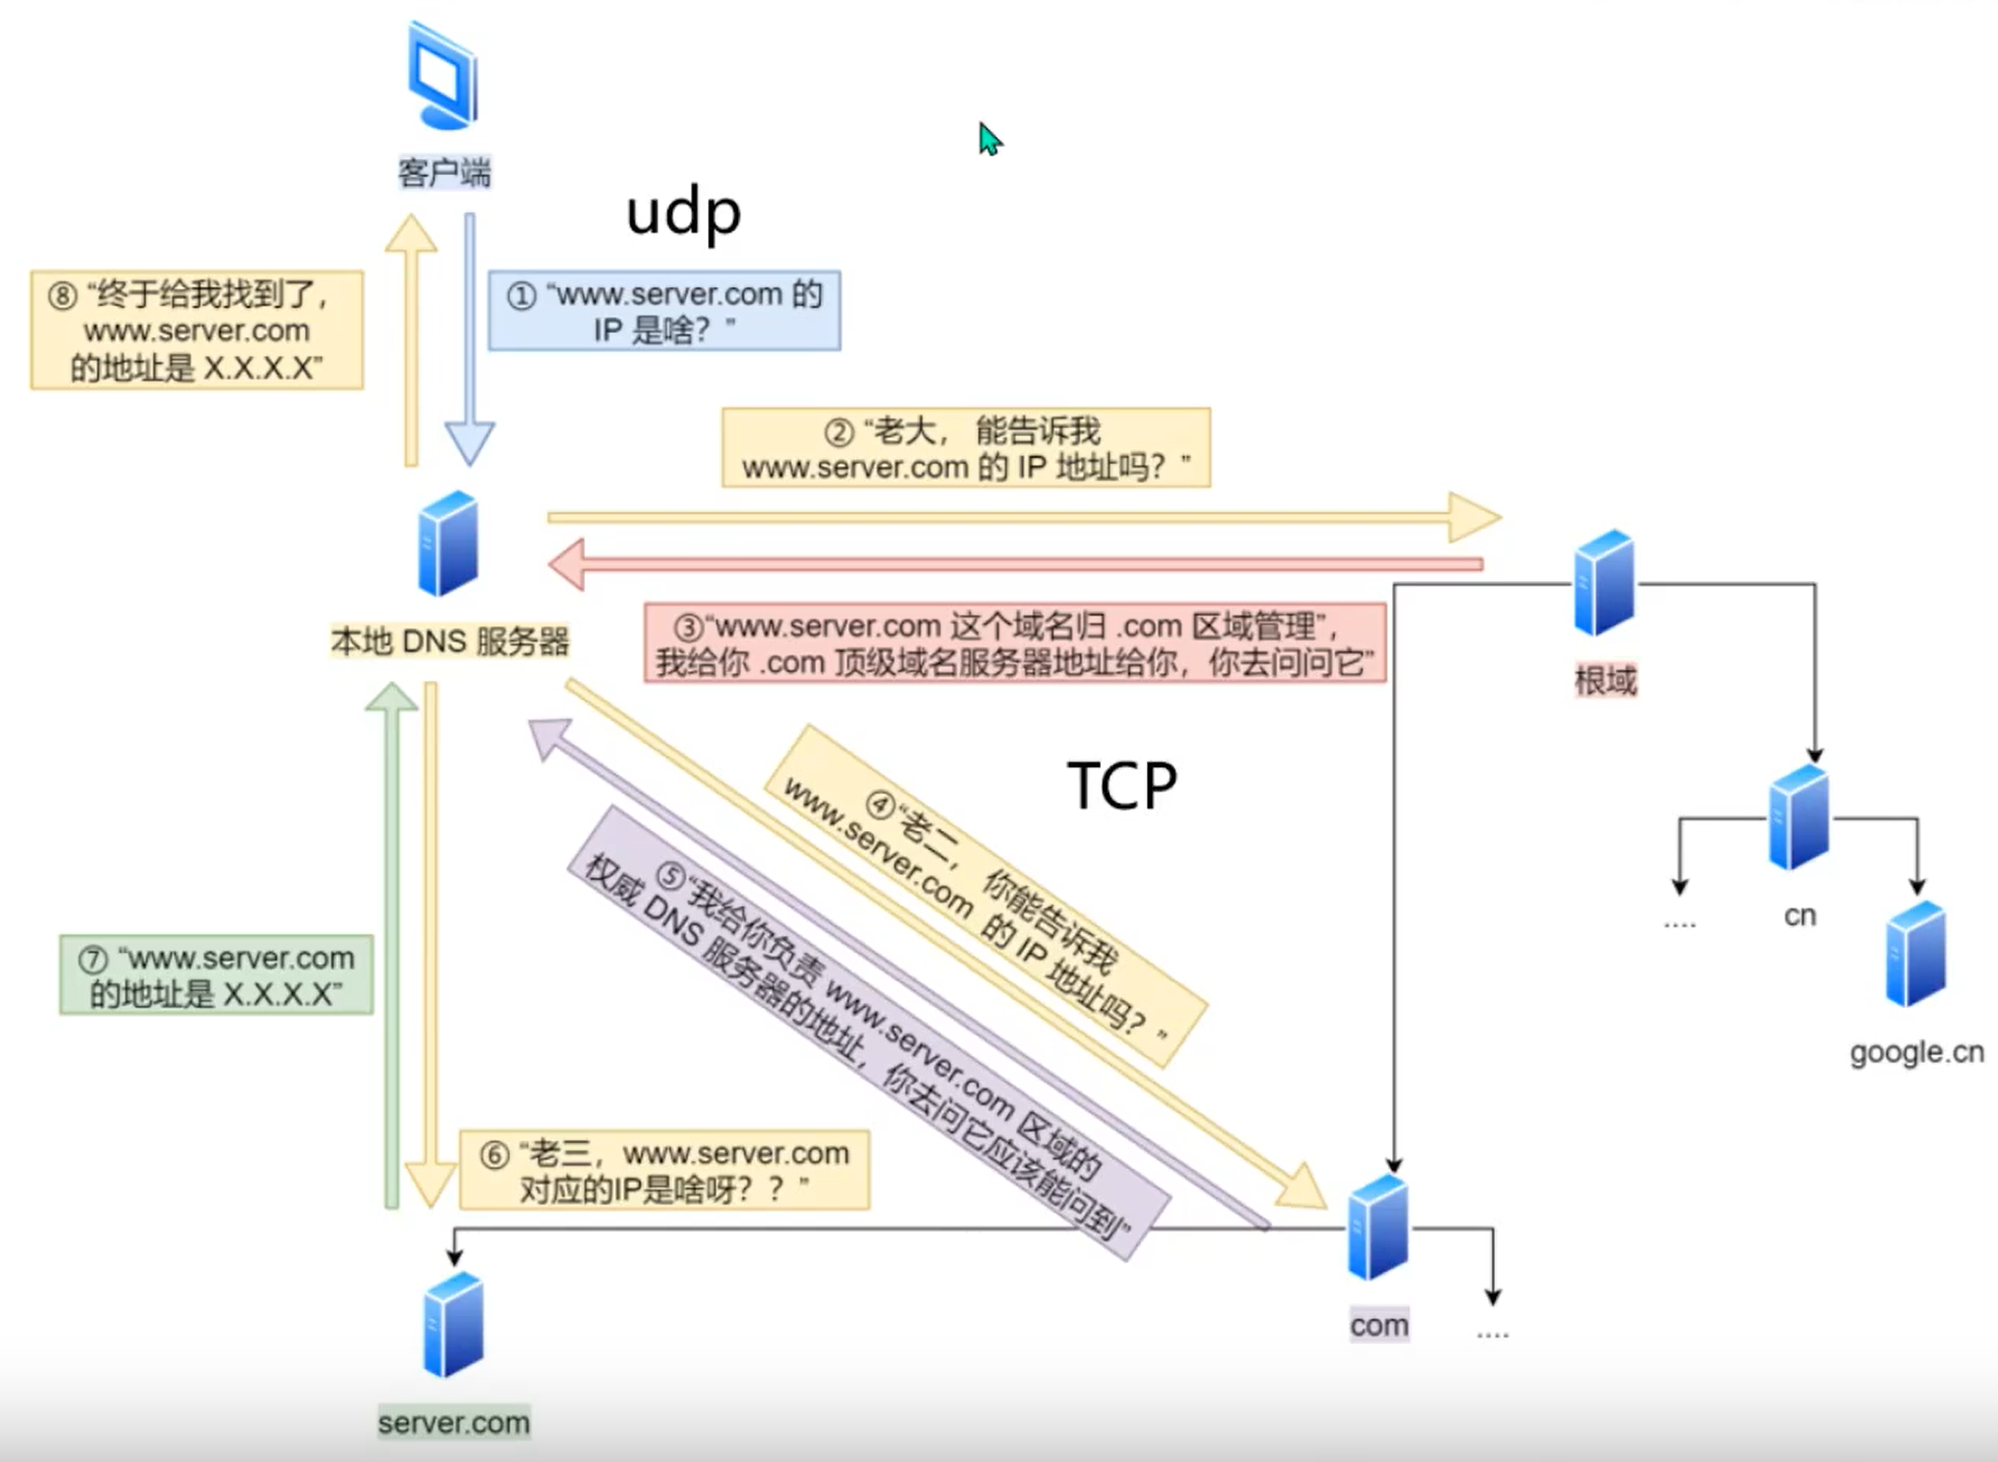 客户端
udp
⑧ “终于给我找到了,
www.server.com
的地址是 X.X.X.X”
① “www.server.com 的
IP 是啥? ”
② “老大, 能告诉我
www.server.com 的 IP 地址吗? ”
本地 DNS 服务器
③“www.server.com 这个域名归 .com 区域管理”,
我给你 .com 顶级域名服务器地址给你, 你去问问它”
根域
TCP
④“老二, 你能告诉我
www.server.com 的 IP 地址吗? ”
⑤“我给你负责 www.server.com 区域的
权威 DNS 服务器的地址, 你去问它应该能问到”
....
cn
google.cn
⑦ “www.server.com
的地址是 X.X.X.X”
⑥ “老三, www.server.com
对应的IP是啥呀? ? ”
com
....
server.com